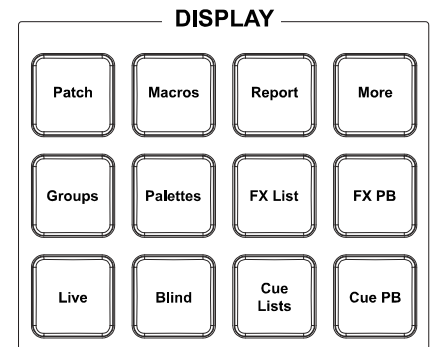 DISPLAY
Patch Macros Report More
Groups Palettes FX List FX PB
Live Blind Cue Lists Cue PB